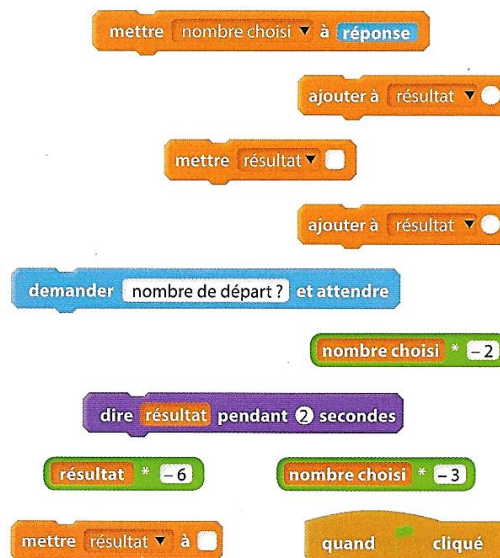 mettre nombre choisi à réponse
ajouter à résultat
mettre résultat
ajouter à résultat
demander nombre de départ ? et attendre
nombre choisi * -2
dire résultat pendant 2 secondes
résultat * -6
nombre choisi * -3
mettre résultat à
quand cliqué